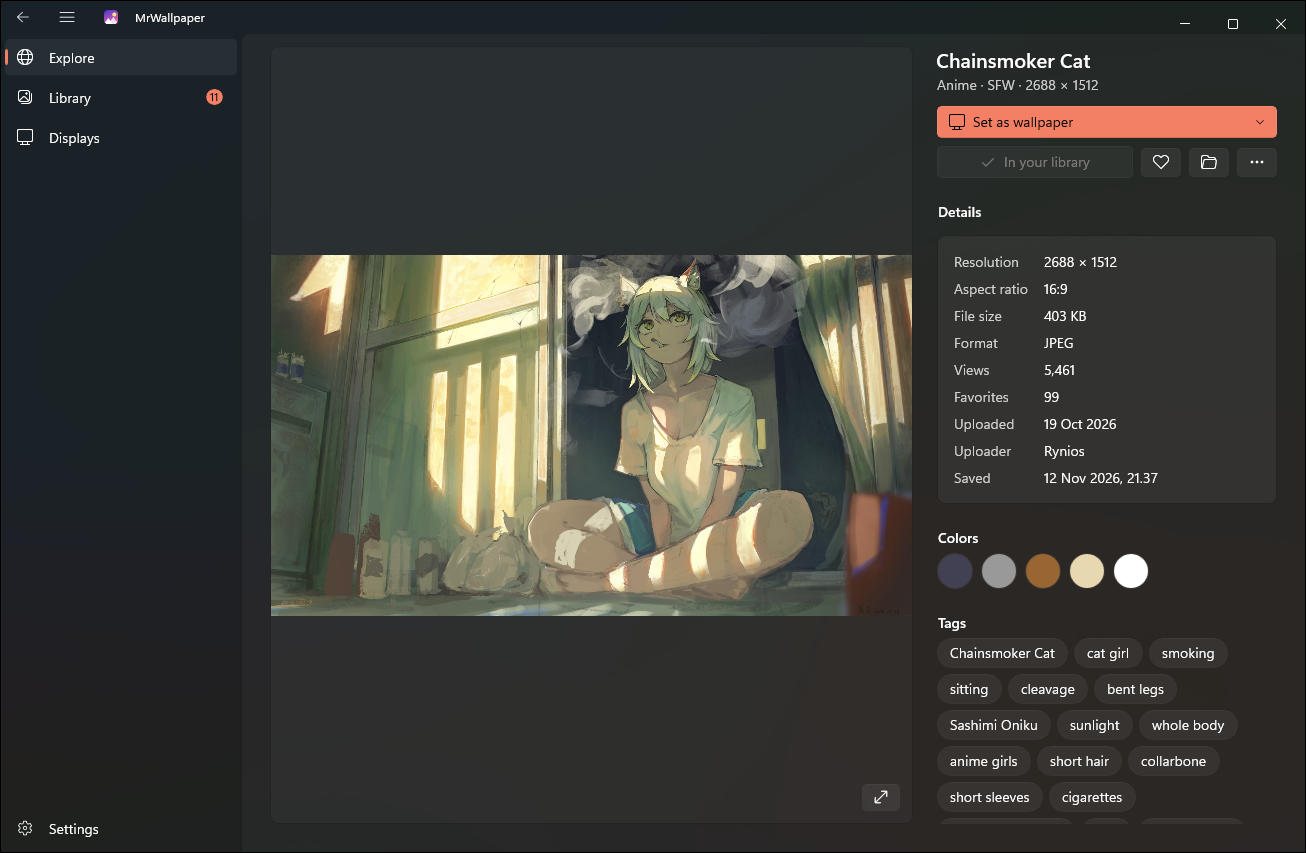 MrWallpaper
Explore
Library
11
Displays
Settings
Chainsmoker Cat
Anime · SFW · 2688 × 1512
Set as wallpaper
In your library
Details
Resolution 2688 × 1512
Aspect ratio 16:9
File size 403 KB
Format JPEG
Views 5,461
Favorites 99
Uploaded 19 Oct 2026
Uploader Rynios
Saved 12 Nov 2026, 21.37
Colors
Tags
Chainsmoker Cat cat girl smoking
sitting cleavage bent legs
Sashimi Oniku sunlight whole body
anime girls short hair collarbone
short sleeves cigarettes